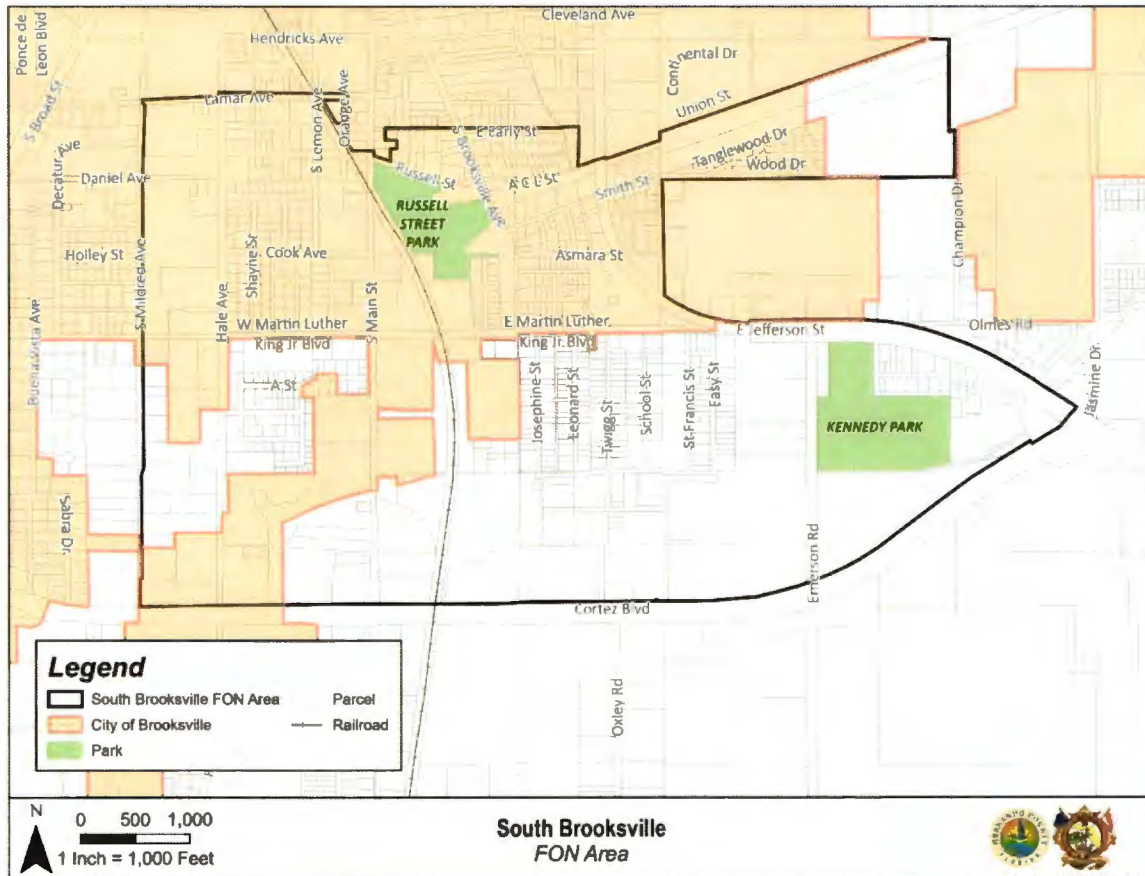 Cleveland Ave
Ponce de
Leon Blvd
Hendricks Ave
S Broad St
Continental Dr
Union St
Lamar Ave
S Lemon Ave
Orange Ave
E Early St
S Brooksville Ave
Tanglewood Dr
Wood Dr
Decatur Ave
Daniel Ave
Russell St
A C L St
Smith St
RUSSELL
STREET
PARK
Champion Dr
Holley St
S Mildred Ave
Shayne St
Cook Ave
Asmara St
Buena Vista Ave
Hale Ave
W Martin Luther
King Jr Blvd
S Main St
E Martin Luther
King Jr Blvd
E Jefferson St
Olmes Rd
Jasmine Dr
A St
Josephine St
Leonard St
Twigg St
School St
St Francis St
Easy St
KENNEDY PARK
Sabra Dr
Emerson Rd
Cortez Blvd
Oxley Rd
Legend
South Brooksville FON Area
Parcel
City of Brooksville
Railroad
Park
N
0 500 1,000
1 Inch = 1,000 Feet
South Brooksville
FON Area